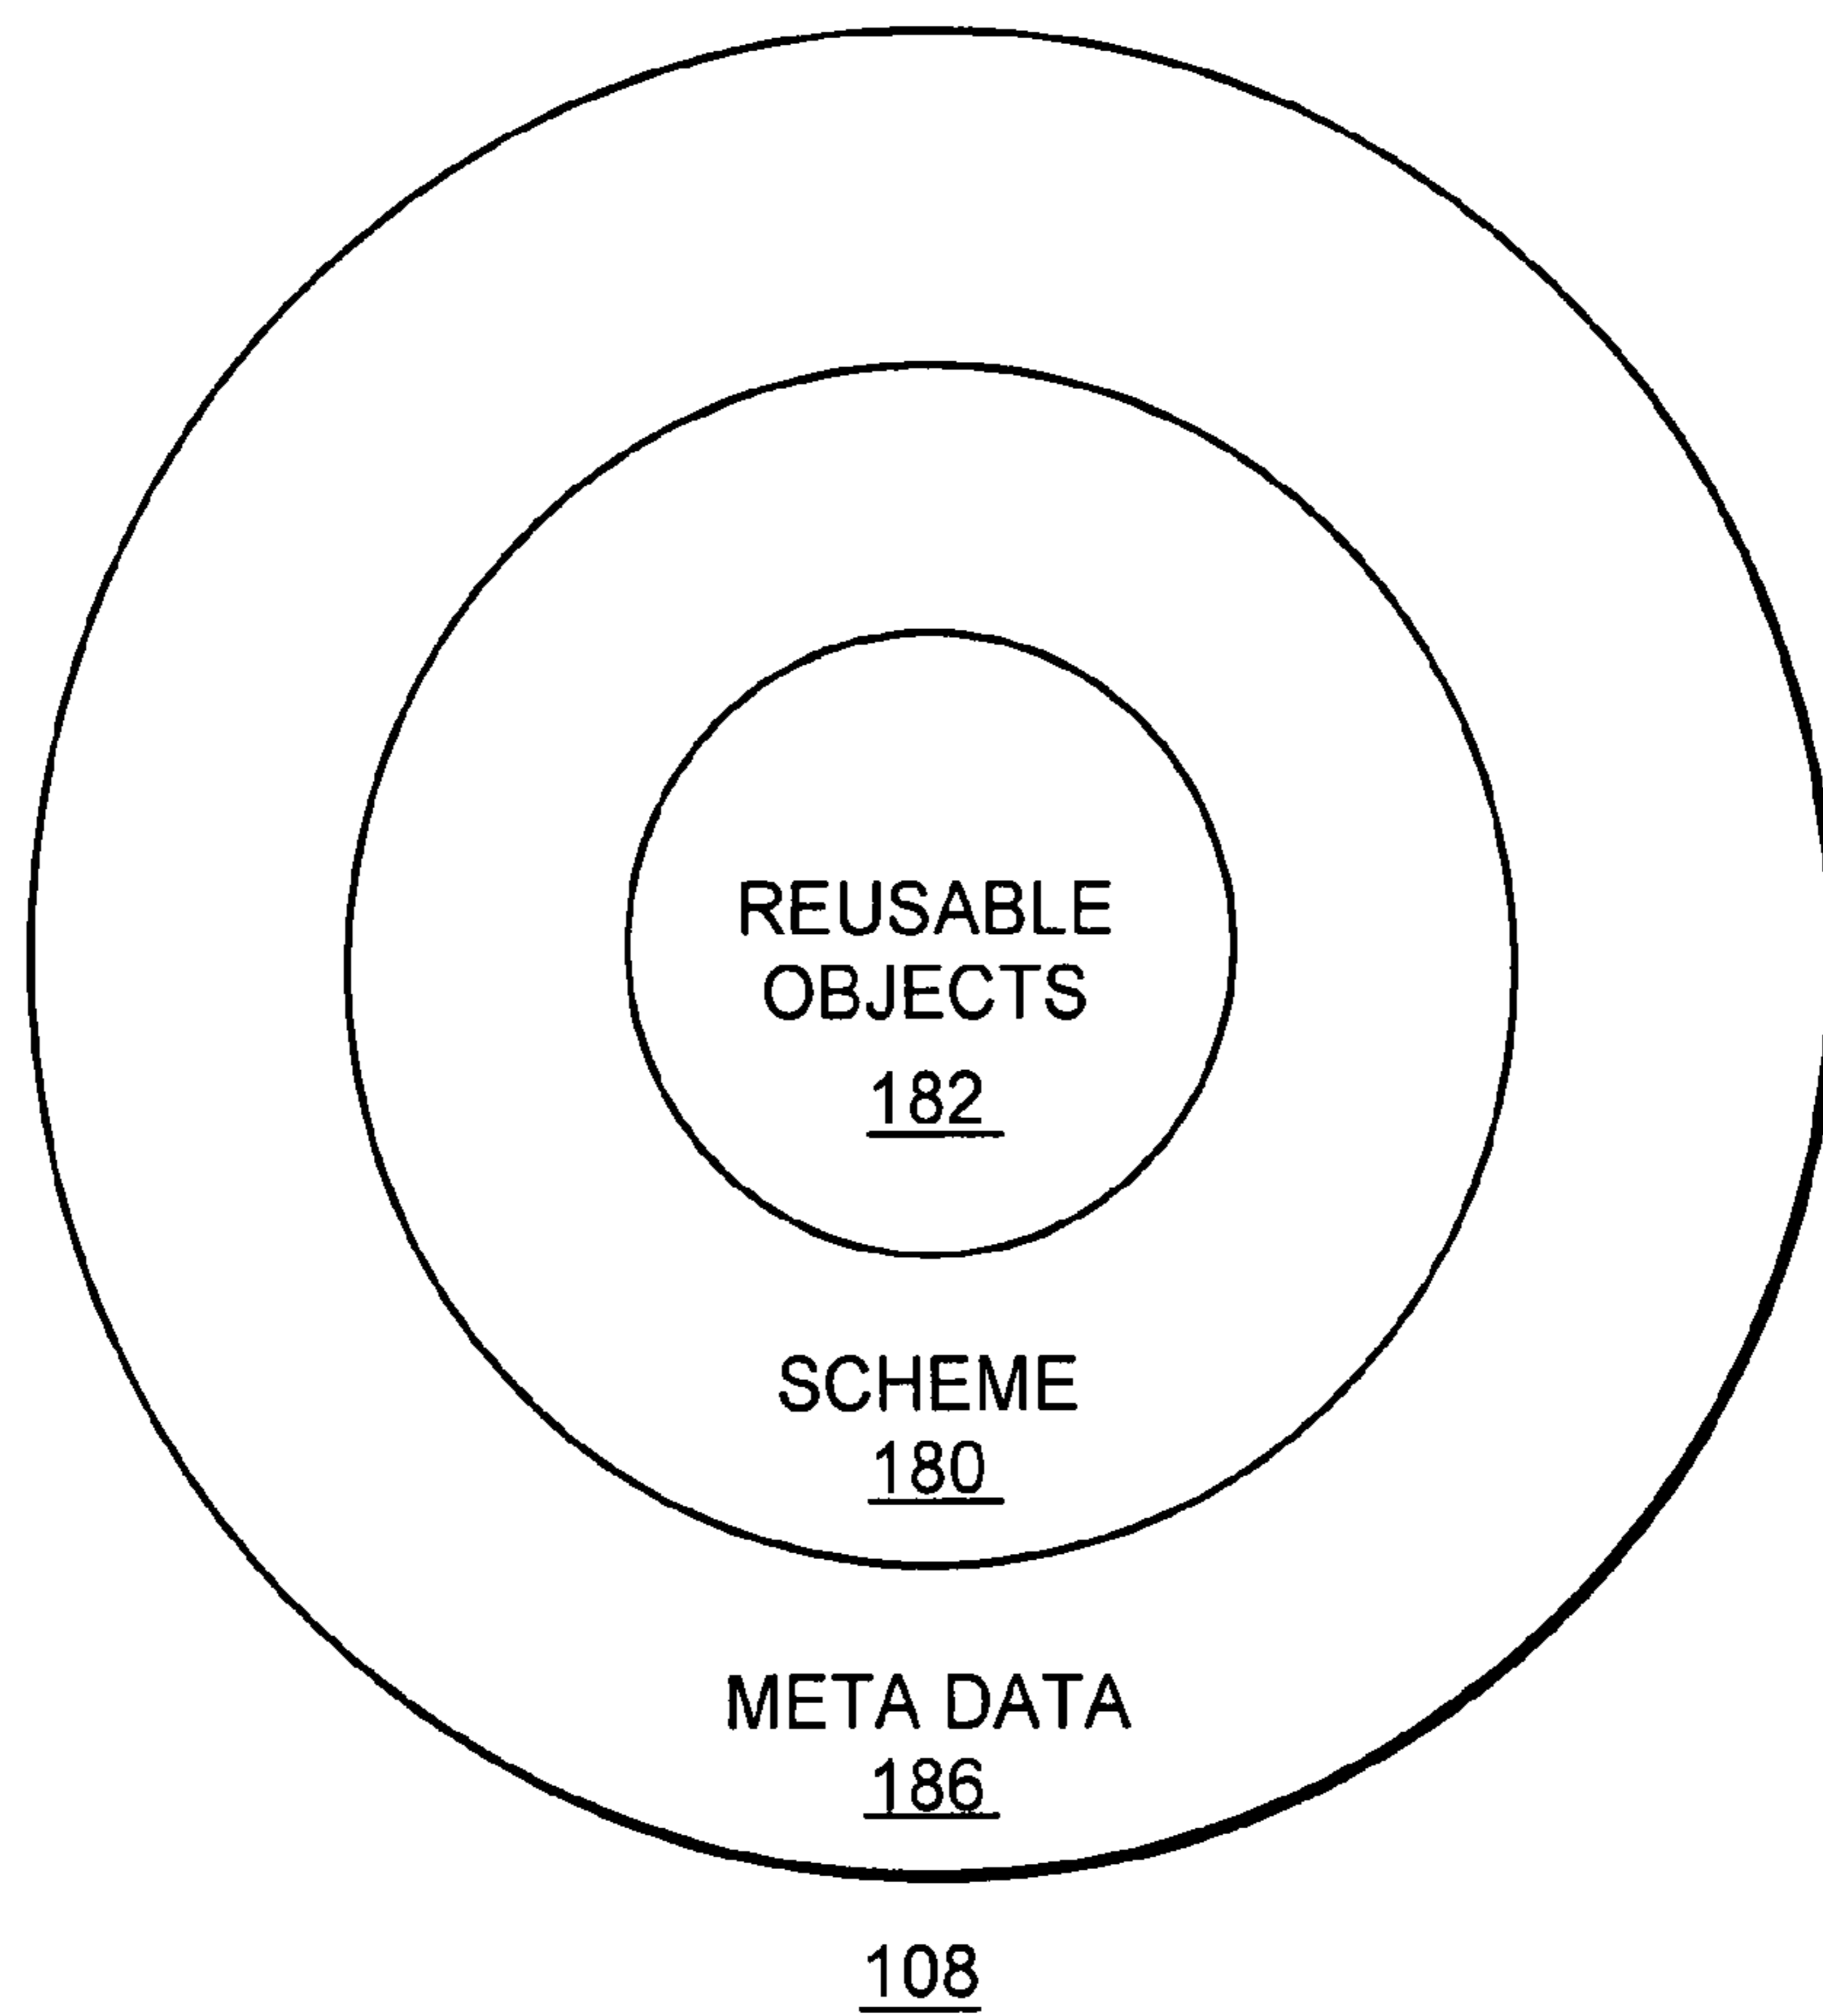 REUSABLE
OBJECTS
182
SCHEME
180
META DATA
186
108